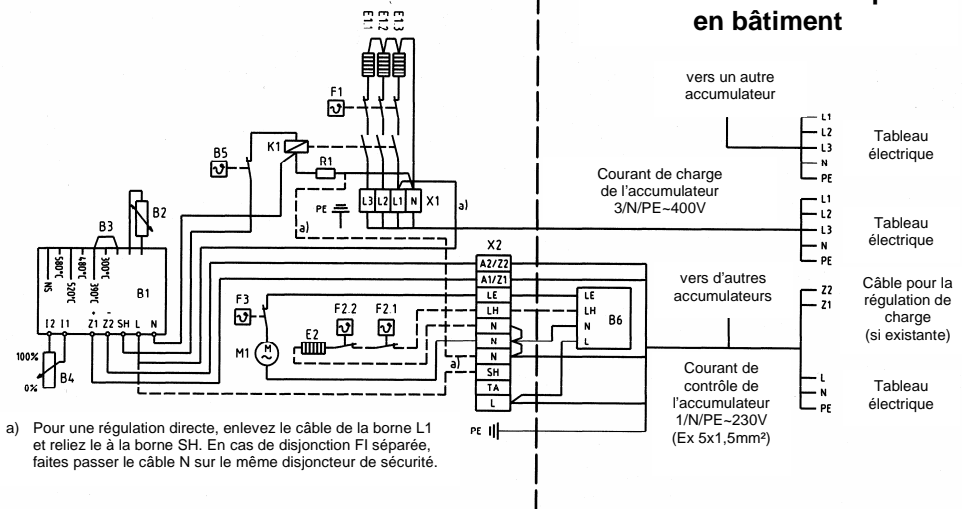 en bâtiment
E1.1
E1.2
E1.3
F1
K1
B5
R1
L3 L2 L1 N X1
PE
a)
a)
B2
B3
580°C
480°C
300°C
NS
520°C
390°C
B1
+ -
I2 I1 Z1 Z2 SH L N
100%
0%
B4
F3
M1
E2
F2.2
F2.1
X2
A2/Z2
A1/Z1
LE
LH
N
N
SH
TA
L
a)
PE
LE
LH
N
L
B6
vers un autre
accumulateur
L1
L2
L3
N
PE
Tableau
électrique
Courant de charge
de l'accumulateur
3/N/PE~400V
L1
L2
L3
N
PE
Tableau
électrique
vers d'autres
accumulateurs
Z2
Z1
Câble pour la
régulation de
charge
(si existante)
Courant de
contrôle de
l'accumulateur
1/N/PE~230V
(Ex 5x1,5mm²)
L
N
PE
Tableau
électrique
a) Pour une régulation directe, enlevez le câble de la borne L1
et reliez le à la borne SH. En cas de disjonction FI séparée,
faites passer le câble N sur le même disjoncteur de sécurité.